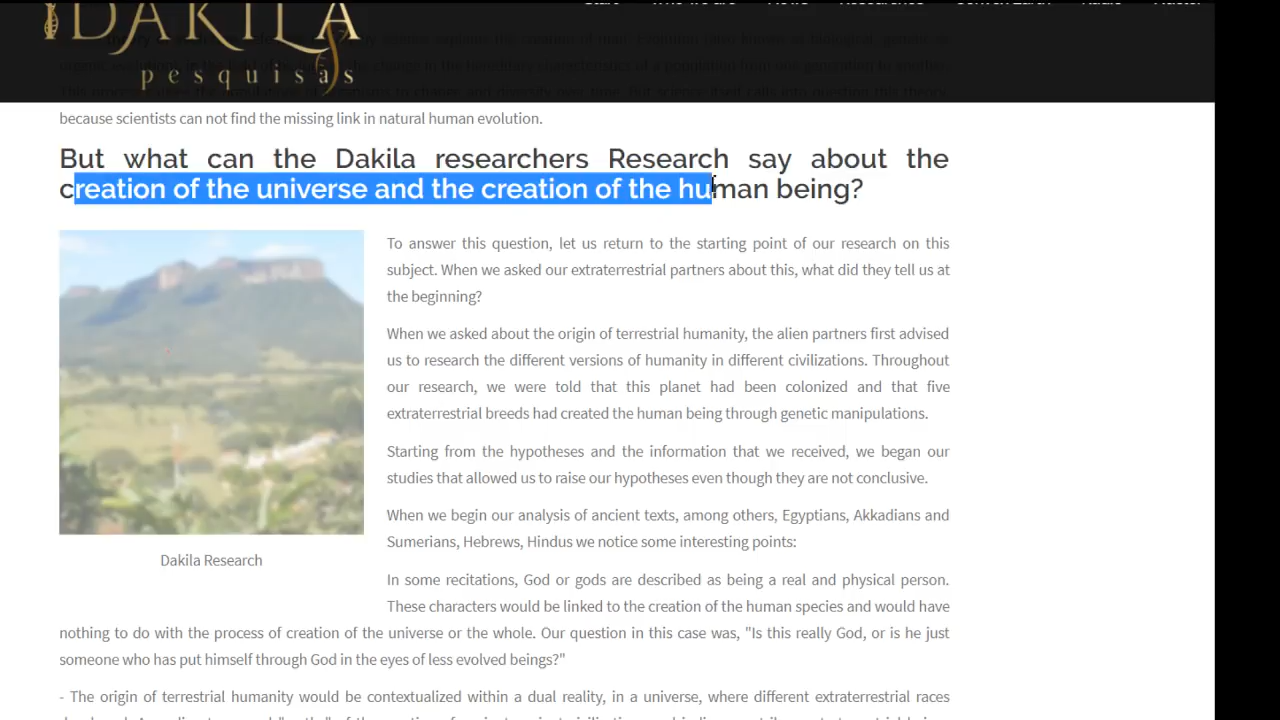 DAKILA
pesquisas
because scientists can not find the missing link in natural human evolution.
But what can the Dakila researchers Research say about the
creation of the universe and the creation of the human being?
To answer this question, let us return to the starting point of our research on this
subject. When we asked our extraterrestrial partners about this, what did they tell us at
the beginning?
When we asked about the origin of terrestrial humanity, the alien partners first advised
us to research the different versions of humanity in different civilizations. Throughout
our research, we were told that this planet had been colonized and that five
extraterrestrial breeds had created the human being through genetic manipulations.
Starting from the hypotheses and the information that we received, we began our
studies that allowed us to raise our hypotheses even though they are not conclusive.
When we begin our analysis of ancient texts, among others, Egyptians, Akkadians and
Sumerians, Hebrews, Hindus we notice some interesting points:
Dakila Research
In some recitations, God or gods are described as being a real and physical person.
These characters would be linked to the creation of the human species and would have
nothing to do with the process of creation of the universe or the whole. Our question in this case was, "Is this really God, or is he just
someone who has put himself through God in the eyes of less evolved beings?"
- The origin of terrestrial humanity would be contextualized within a dual reality, in a universe, where different extraterrestrial races